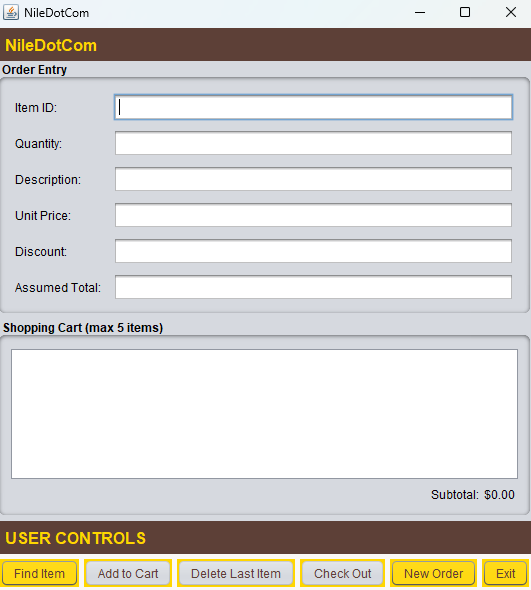 NileDotCom
NileDotCom
Order Entry
Item ID:
Quantity:
Description:
Unit Price:
Discount:
Assumed Total:
Shopping Cart (max 5 items)
Subtotal: $0.00
USER CONTROLS
Find Item Add to Cart Delete Last Item Check Out New Order Exit